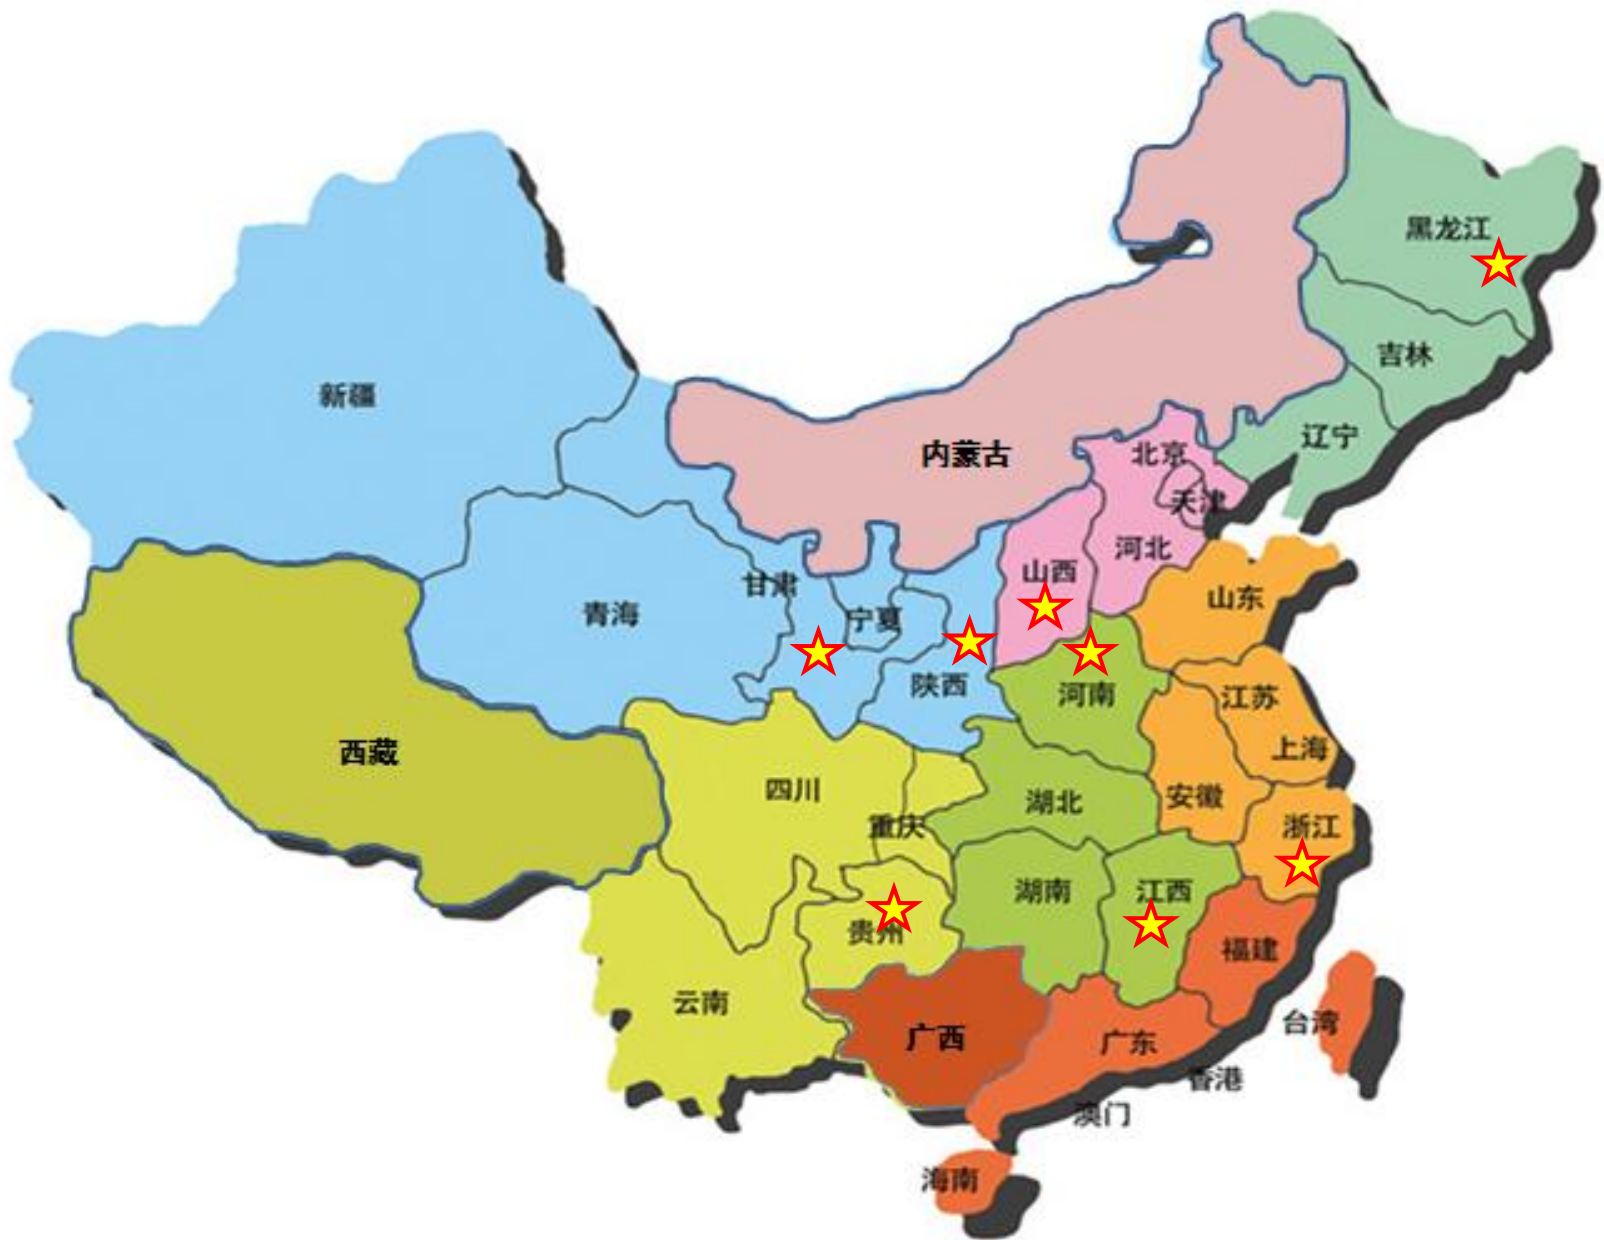 黑龙江
吉林
辽宁
新疆
内蒙古
北京
天津
河北
山西
甘肃
宁夏
青海
山东
陕西
河南
江苏
上海
西藏
四川
湖北
安徽
重庆
浙江
湖南
江西
贵州
福建
云南
广西
广东
台湾
香港
澳门
海南